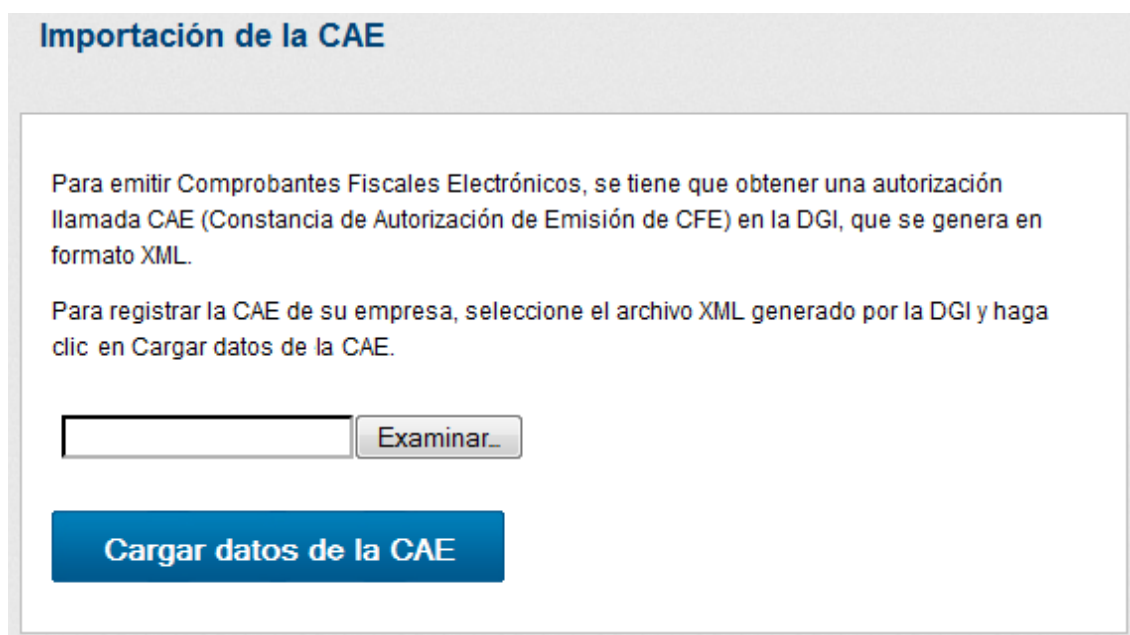 Importación de la CAE
Para emitir Comprobantes Fiscales Electrónicos, se tiene que obtener una autorización
llamada CAE (Constancia de Autorización de Emisión de CFE) en la DGI, que se genera en
formato XML.
Para registrar la CAE de su empresa, seleccione el archivo XML generado por la DGI y haga
clic en Cargar datos de la CAE.
Examinar...
Cargar datos de la CAE